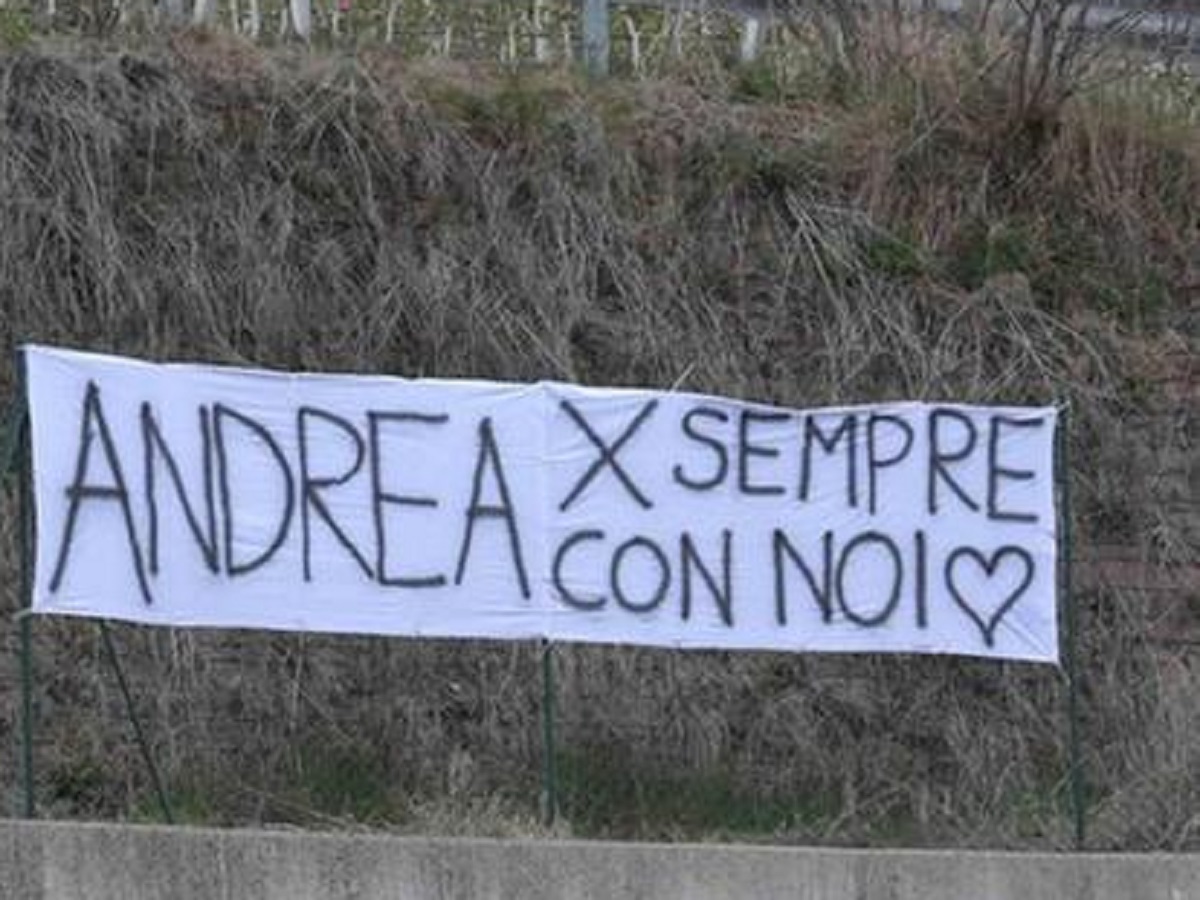 ANDREA
X SEMPRE
CON NOI♡